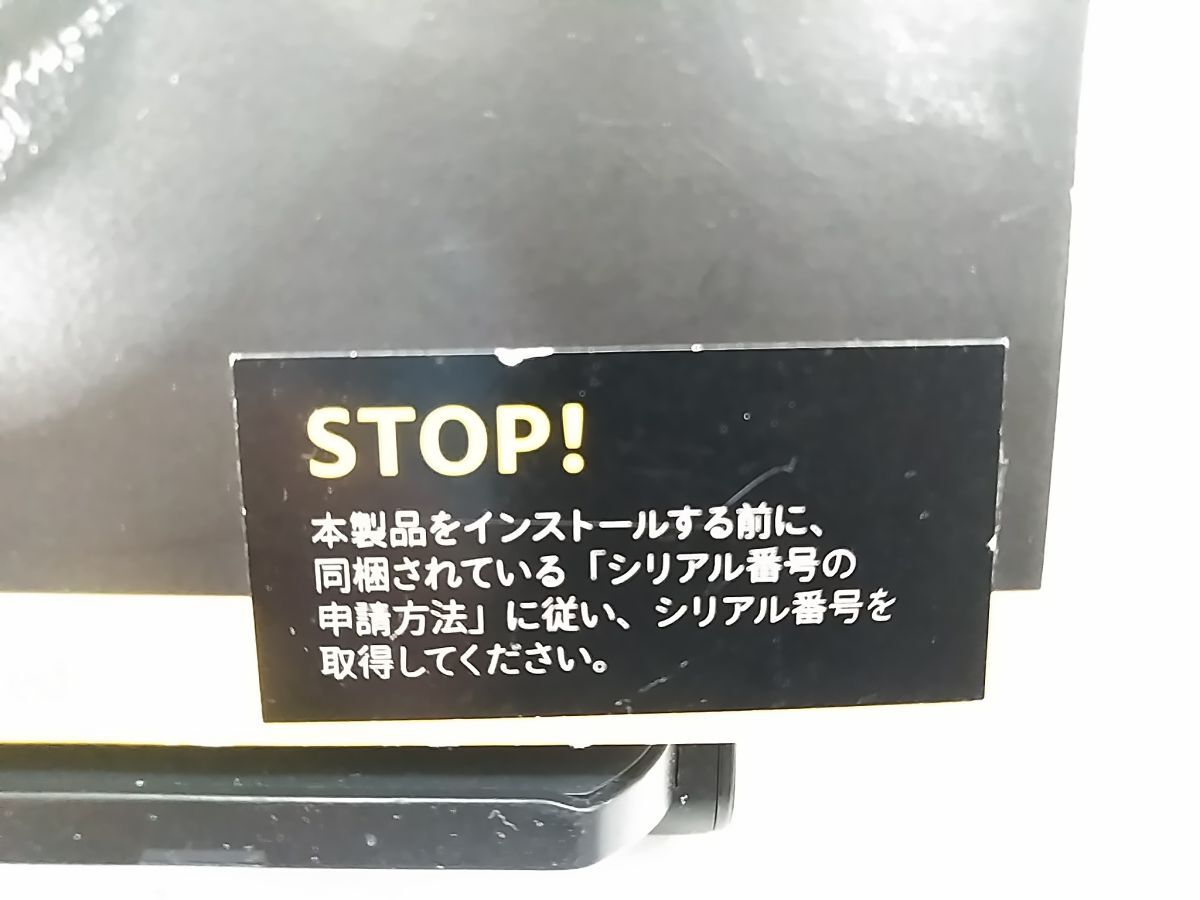 STOP!
本製品をインストールする前に、
同梱されている「シリアル番号の
申請方法」に従い、シリアル番号を
取得してください。